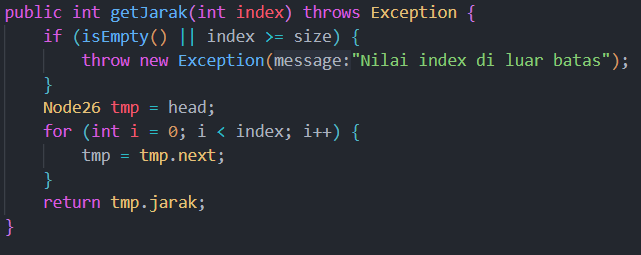 public int getJarak(int index) throws Exception {
    if (isEmpty() || index >= size) {
        throw new Exception(message:"Nilai index di luar batas");
    }
    Node26 tmp = head;
    for (int i = 0; i < index; i++) {
        tmp = tmp.next;
    }
    return tmp.jarak;
}